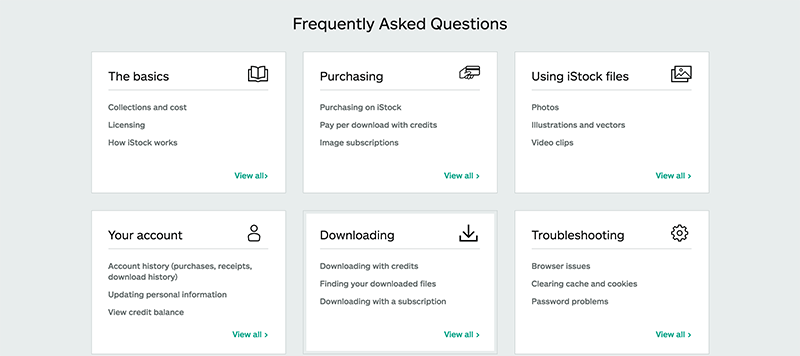 Frequently Asked Questions
The basics
Collections and cost
Licensing
How iStock works
View all >
Purchasing
Purchasing on iStock
Pay per download with credits
Image subscriptions
View all >
Using iStock files
Photos
Illustrations and vectors
Video clips
View all >
Your account
Account history (purchases, receipts,
download history)
Updating personal information
View credit balance
View all >
Downloading
Downloading with credits
Finding your downloaded files
Downloading with a subscription
View all >
Troubleshooting
Browser issues
Clearing cache and cookies
Password problems
View all >